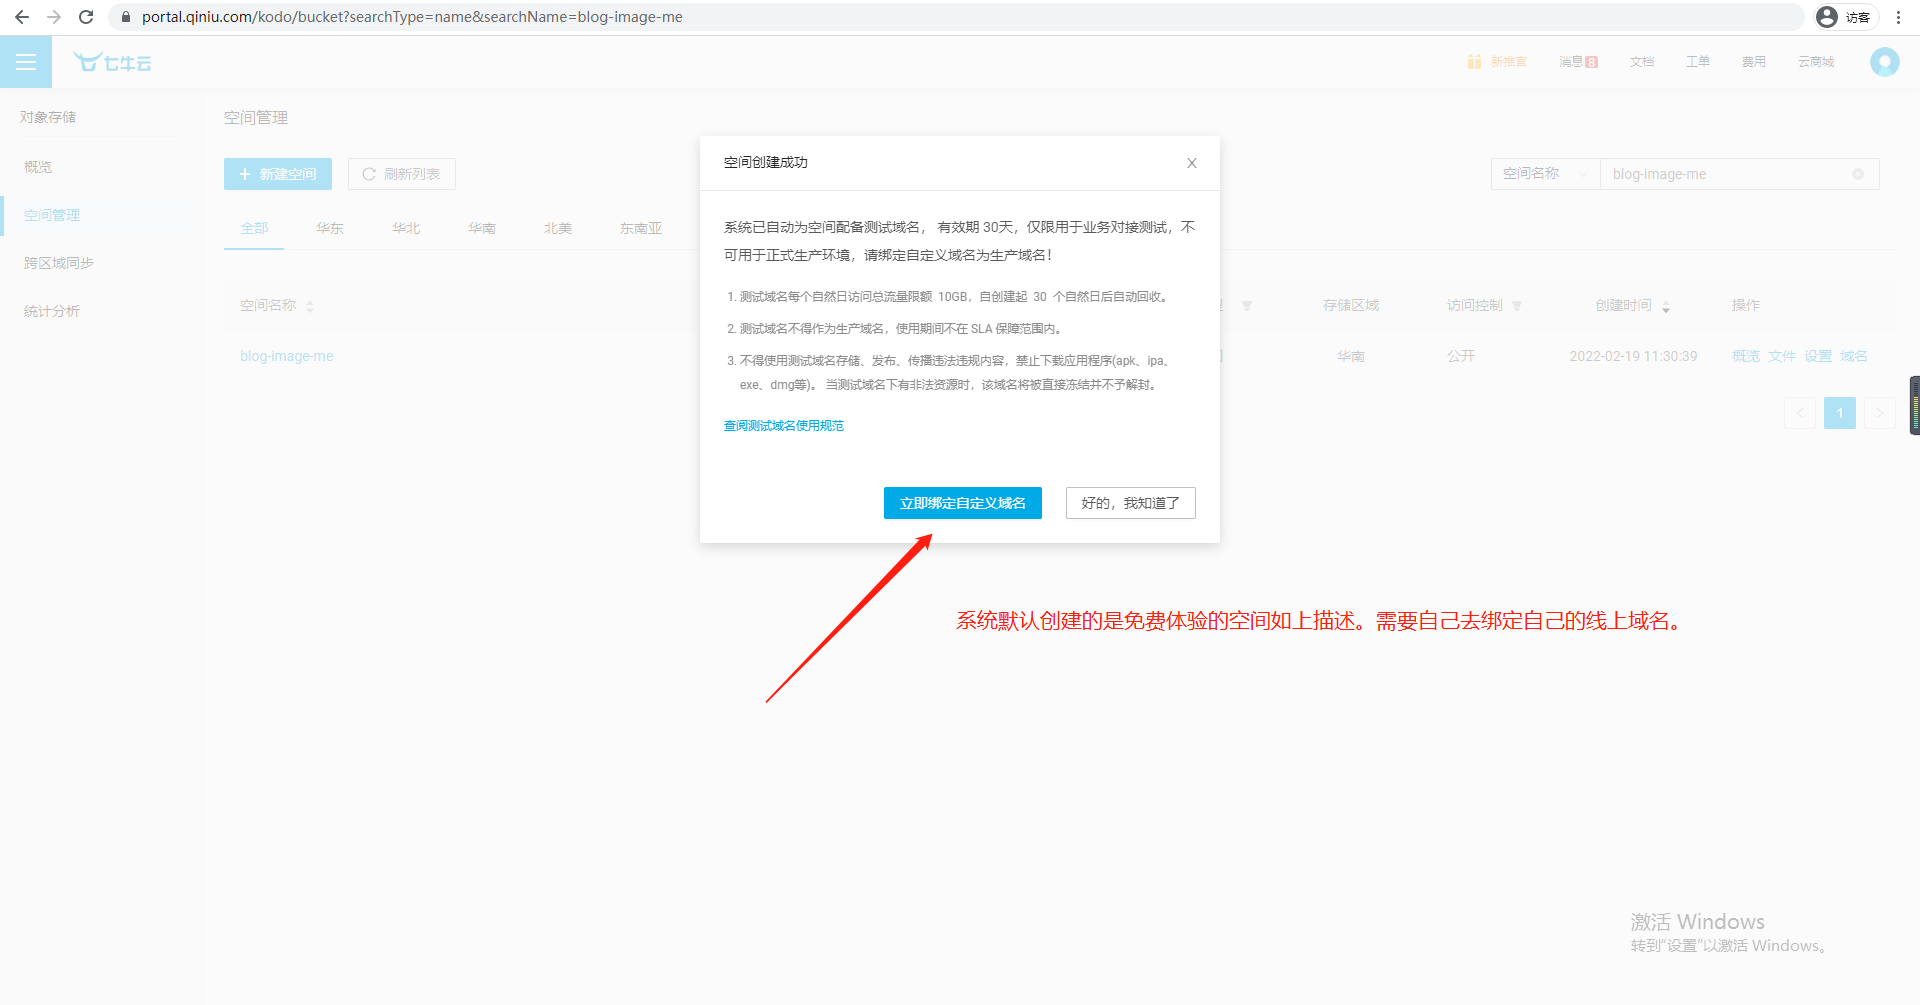 portal.qiniu.com/kodo/bucket?searchType=name&searchName=blog-image-me
访客
七牛云
新推官
消息 8
文档
工单
费用
云商城
对象存储
概览
空间管理
跨区域同步
统计分析
空间管理
新建空间
刷新列表
空间名称
blog-image-me
全部
华东
华北
华南
北美
东南亚
空间名称
存储区域
访问控制
创建时间
操作
blog-image-me
华南
公开
2022-02-19 11:30:39
概览 文件 设置 域名
1
空间创建成功
系统已自动为空间配备测试域名， 有效期 30天，仅限用于业务对接测试，不
可用于正式生产环境，请绑定自定义域名为生产域名！
1. 测试域名每个自然日访问总流量限额 10GB，自创建起 30 个自然日后自动回收。
2. 测试域名不得作为生产域名，使用期间不在 SLA 保障范围内。
3. 不得使用测试域名存储、发布、传播违法违规内容，禁止下载应用程序(apk、ipa、
exe、dmg等)。 当测试域名下有非法资源时，该域名将被直接冻结并不予解封。
查阅测试域名使用规范
立即绑定自定义域名
好的，我知道了
系统默认创建的是免费体验的空间如上描述。需要自己去绑定自己的线上域名。
激活 Windows
转到“设置”以激活 Windows。